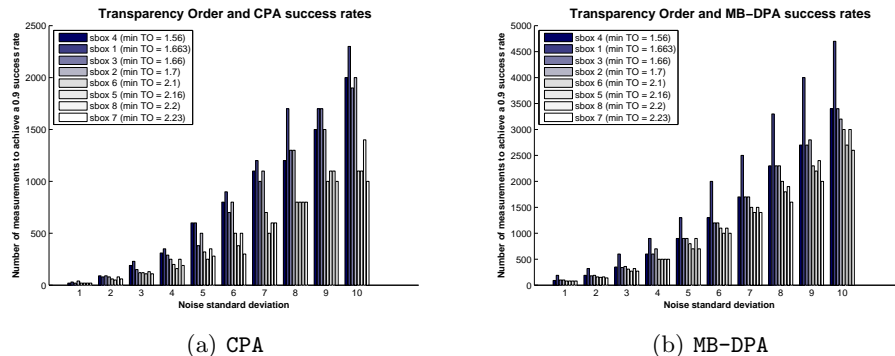 Transparency Order and CPA success rates
Number of measurements to achieve a 0.9 success rate
2500
2000
1500
1000
500
0
sbox 4 (min TO = 1.56)
sbox 1 (min TO = 1.663)
sbox 3 (min TO = 1.66)
sbox 2 (min TO = 1.7)
sbox 6 (min TO = 2.1)
sbox 5 (min TO = 2.16)
sbox 8 (min TO = 2.2)
sbox 7 (min TO = 2.23)
1 2 3 4 5 6 7 8 9 10
Noise standard deviation
(a) CPA
Transparency Order and MB−DPA success rates
Number of measurements to achieve a 0.9 success rate
5000
4500
4000
3500
3000
2500
2000
1500
1000
500
0
sbox 4 (min TO = 1.56)
sbox 1 (min TO = 1.663)
sbox 3 (min TO = 1.66)
sbox 2 (min TO = 1.7)
sbox 6 (min TO = 2.1)
sbox 5 (min TO = 2.16)
sbox 8 (min TO = 2.2)
sbox 7 (min TO = 2.23)
1 2 3 4 5 6 7 8 9 10
Noise standard deviation
(b) MB-DPA